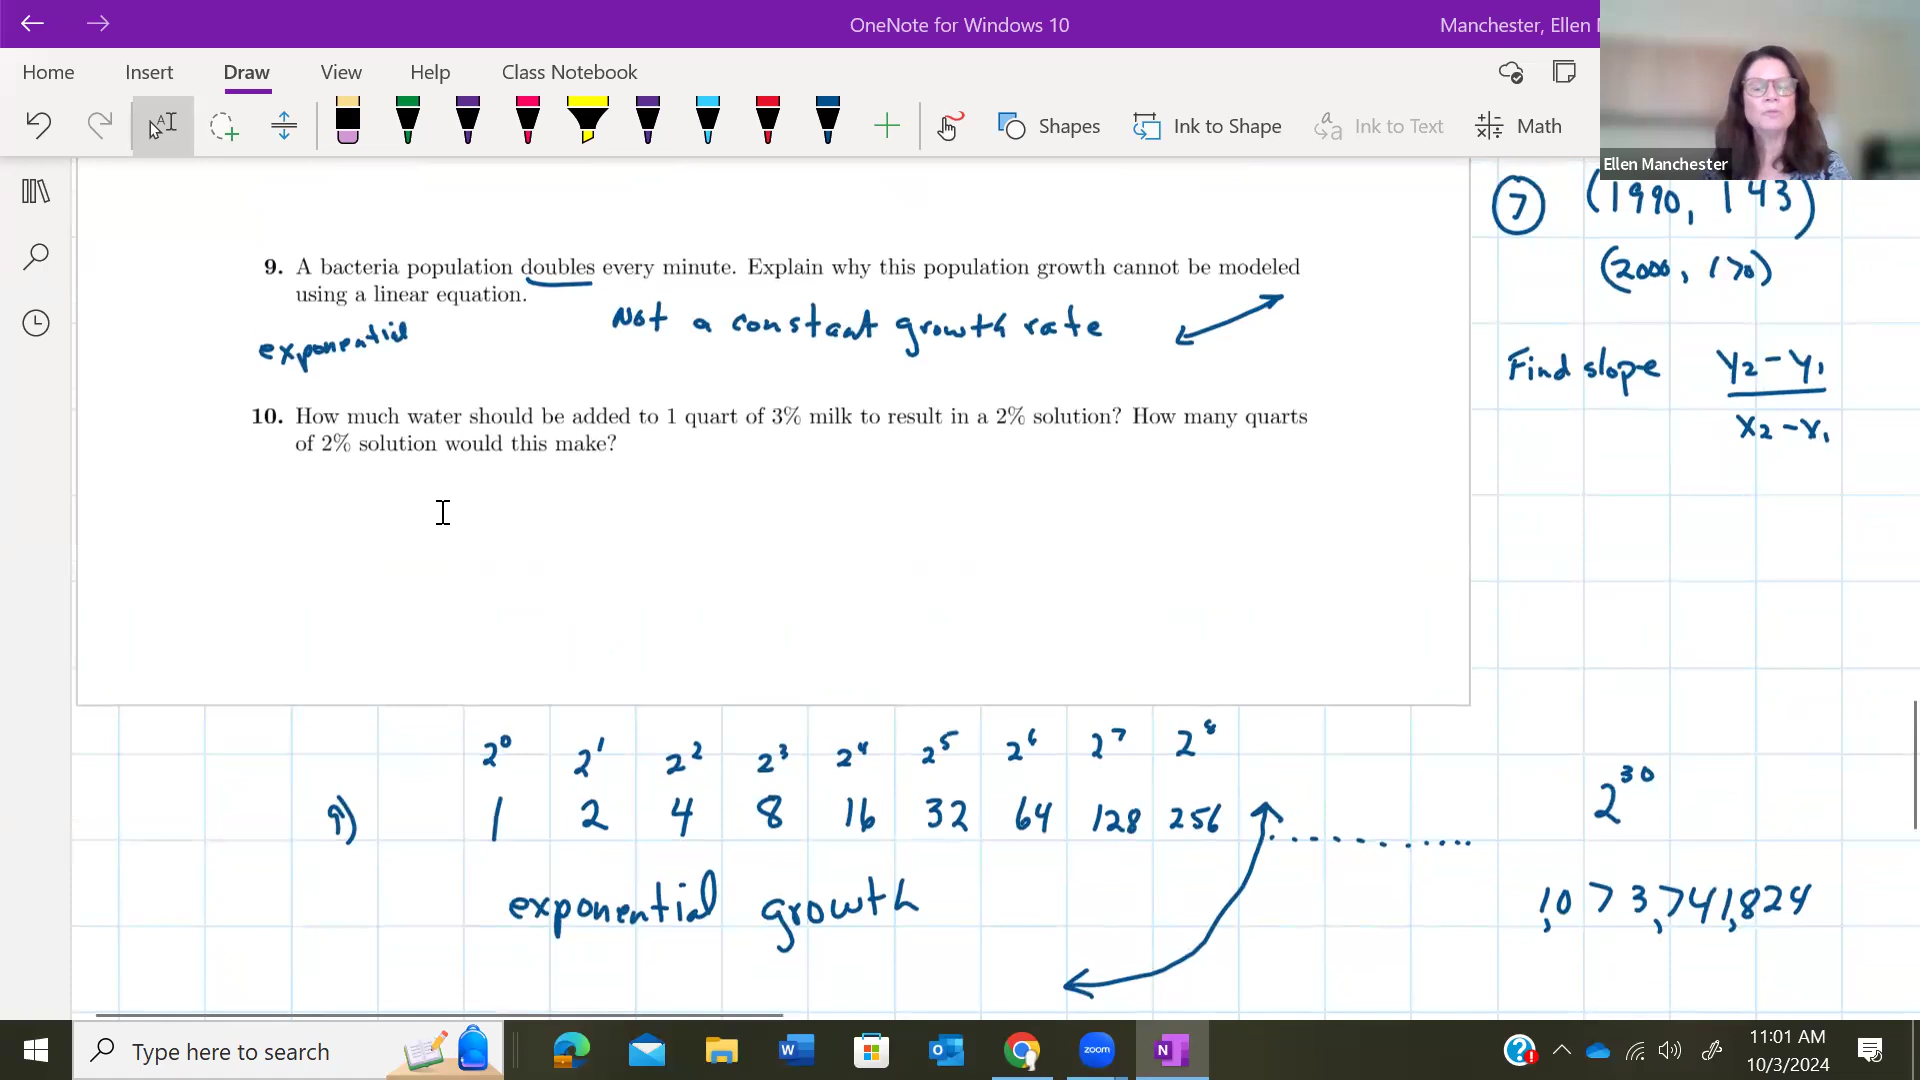 OneNote for Windows 10
Manchester, Ellen
Home Insert Draw View Help Class Notebook
Shapes Ink to Shape Ink to Text Math
Ellen Manchester
7 (1990, 143)
(2000, 170)
9. A bacteria population doubles every minute. Explain why this population growth cannot be modeled
using a linear equation.
Not a constant growth rate
exponential
Find slope y2 - y1
x2 - x1
10. How much water should be added to 1 quart of 3% milk to result in a 2% solution? How many quarts
of 2% solution would this make?
2^0 2^1 2^2 2^3 2^4 2^5 2^6 2^7 2^8
2^30
9) 1 2 4 8 16 32 64 128 256 ..........
exponential growth
1,073,741,824
Type here to search
zoom
11:01 AM
10/3/2024